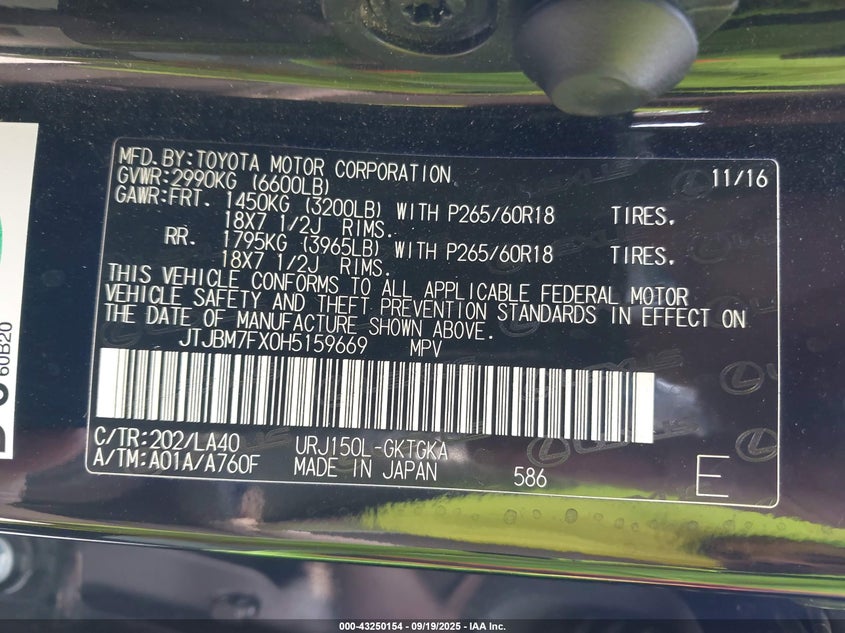 MFD. BY: TOYOTA MOTOR CORPORATION 11/16
GVWR: 2990KG (6600LB)
GAWR: FRT. 1450KG (3200LB) WITH P265/60R18 TIRES.
18X7 1/2J RIMS.
RR. 1795KG (3965LB) WITH P265/60R18 TIRES.
18X7 1/2J RIMS.
THIS VEHICLE CONFORMS TO ALL APPLICABLE FEDERAL MOTOR
VEHICLE SAFETY AND THEFT PREVENTION STANDARDS IN EFFECT ON
THE DATE OF MANUFACTURE SHOWN ABOVE.
JTJBM7FX0H5159669 MPV
C/TR: 202/LA40 URJ150L-GKTGKA
A/TM: A01A/A760F MADE IN JAPAN 586 E
60B20
000-43250154 - 09/19/2025 - IAA Inc.